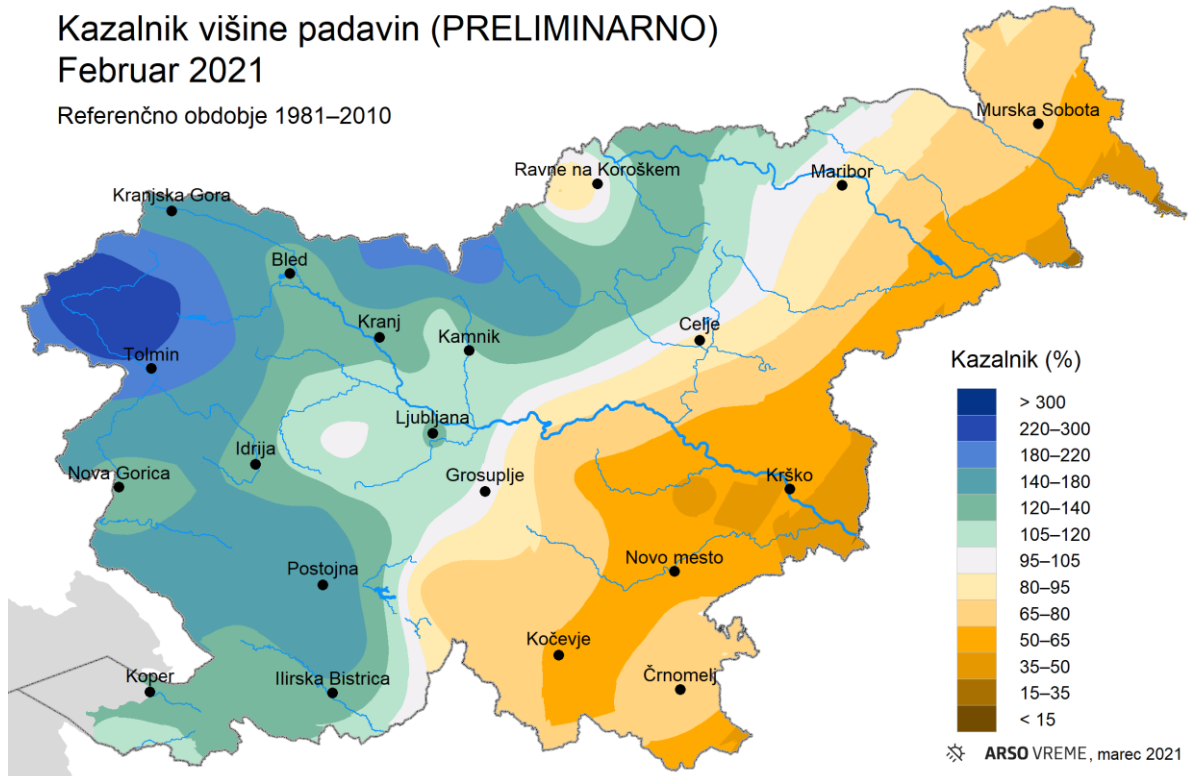 Kazalnik višine padavin (PRELIMINARNO)
Februar 2021
Referenčno obdobje 1981–2010
Murska Sobota
Ravne na Koroškem
Maribor
Kranjska Gora
Bled
Kranj
Kamnik
Celje
Tolmin
Ljubljana
Idrija
Nova Gorica
Grosuplje
Krško
Postojna
Novo mesto
Kočevje
Koper
Ilirska Bistrica
Črnomelj
Kazalnik (%)
> 300
220–300
180–220
140–180
120–140
105–120
95–105
80–95
65–80
50–65
35–50
15–35
< 15
ARSO VREME, marec 2021